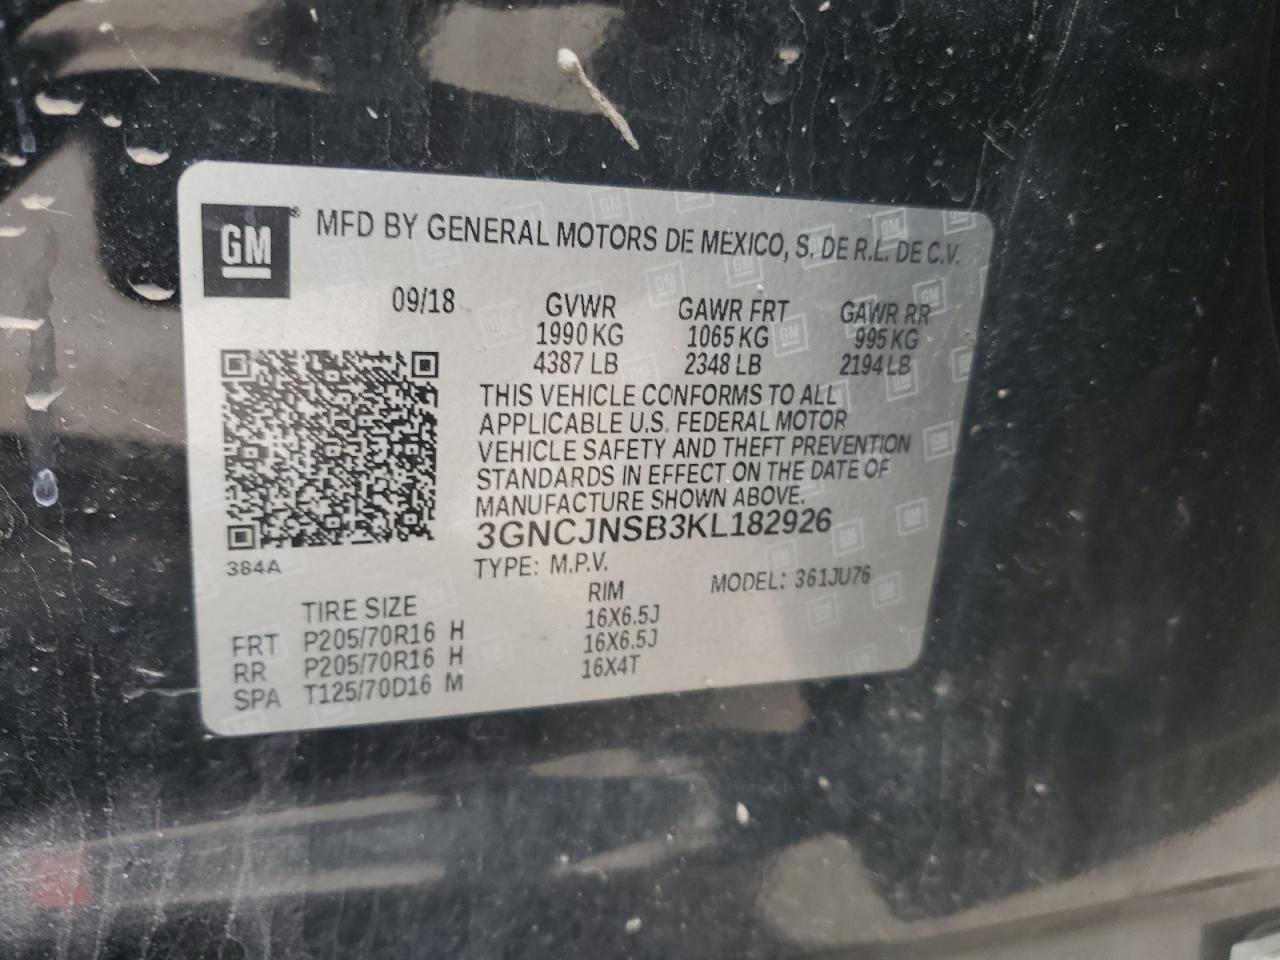 GM® MFD BY GENERAL MOTORS DE MEXICO, S. DE R.L. DE C.V.
09/18 GVWR GAWR FRT GAWR RR
1990 KG 1065 KG 995 KG
4387 LB 2348 LB 2194 LB
THIS VEHICLE CONFORMS TO ALL
APPLICABLE U.S. FEDERAL MOTOR
VEHICLE SAFETY AND THEFT PREVENTION
STANDARDS IN EFFECT ON THE DATE OF
MANUFACTURE SHOWN ABOVE.
3GNCJNSB3KL182926
384A
TYPE: M.P.V. MODEL: 361JU76
TIRE SIZE RIM
FRT P205/70R16 H 16X6.5J
RR P205/70R16 H 16X6.5J
SPA T125/70D16 M 16X4T